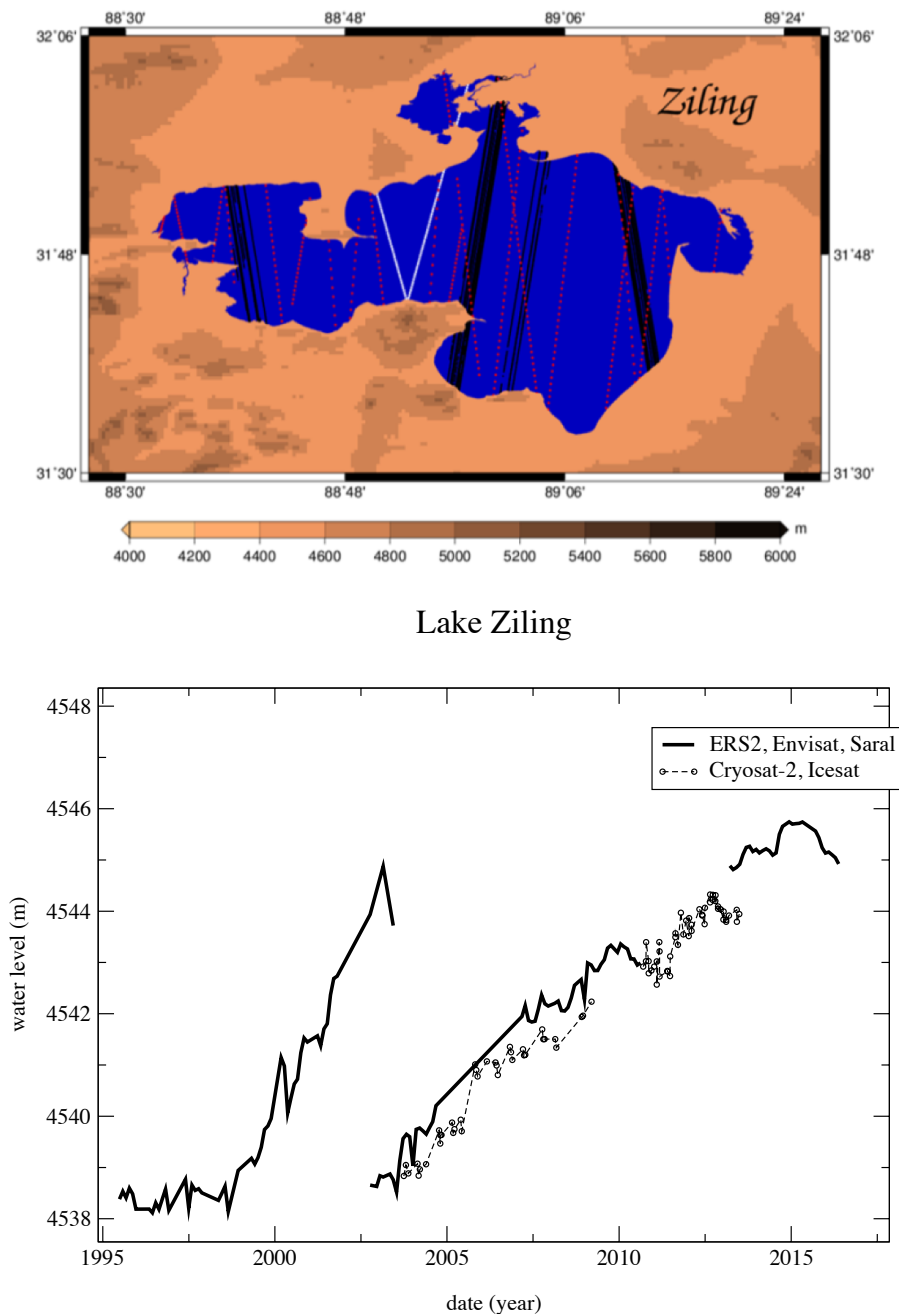 88˚30' 88˚48' 89˚06' 89˚24'
32˚06' 32˚06'
Ziling
31˚48' 31˚48'
31˚30' 31˚30'
88˚30' 88˚48' 89˚06' 89˚24'
m
4000 4200 4400 4600 4800 5000 5200 5400 5600 5800 6000
Lake Ziling
4548
ERS2, Envisat, Saral
Cryosat-2, Icesat
4546
4544
water level (m)
4542
4540
4538
1995 2000 2005 2010 2015
date (year)